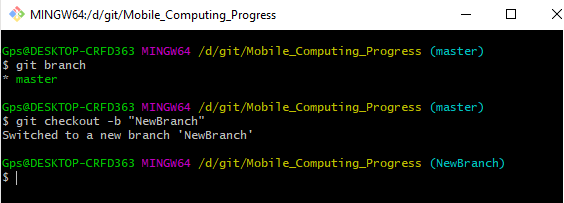 MINGW64:/d/git/Mobile_Computing_Progress
Gps@DESKTOP-CRFD363 MINGW64 /d/git/Mobile_Computing_Progress (master)
$ git branch
* master
Gps@DESKTOP-CRFD363 MINGW64 /d/git/Mobile_Computing_Progress (master)
$ git checkout -b "NewBranch"
Switched to a new branch 'NewBranch'
Gps@DESKTOP-CRFD363 MINGW64 /d/git/Mobile_Computing_Progress (NewBranch)
$